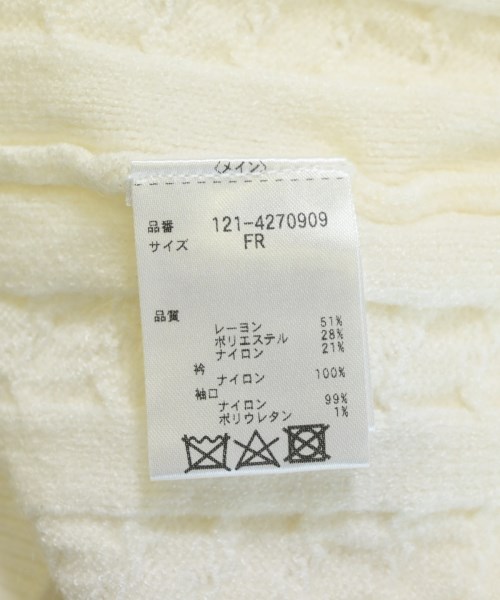 〈メイン〉
品番 121-4270909
サイズ FR
品質
レーヨン 51%
ポリエステル 28%
ナイロン 21%
衿
ナイロン 100%
袖口
ナイロン 99%
ポリウレタン 1%